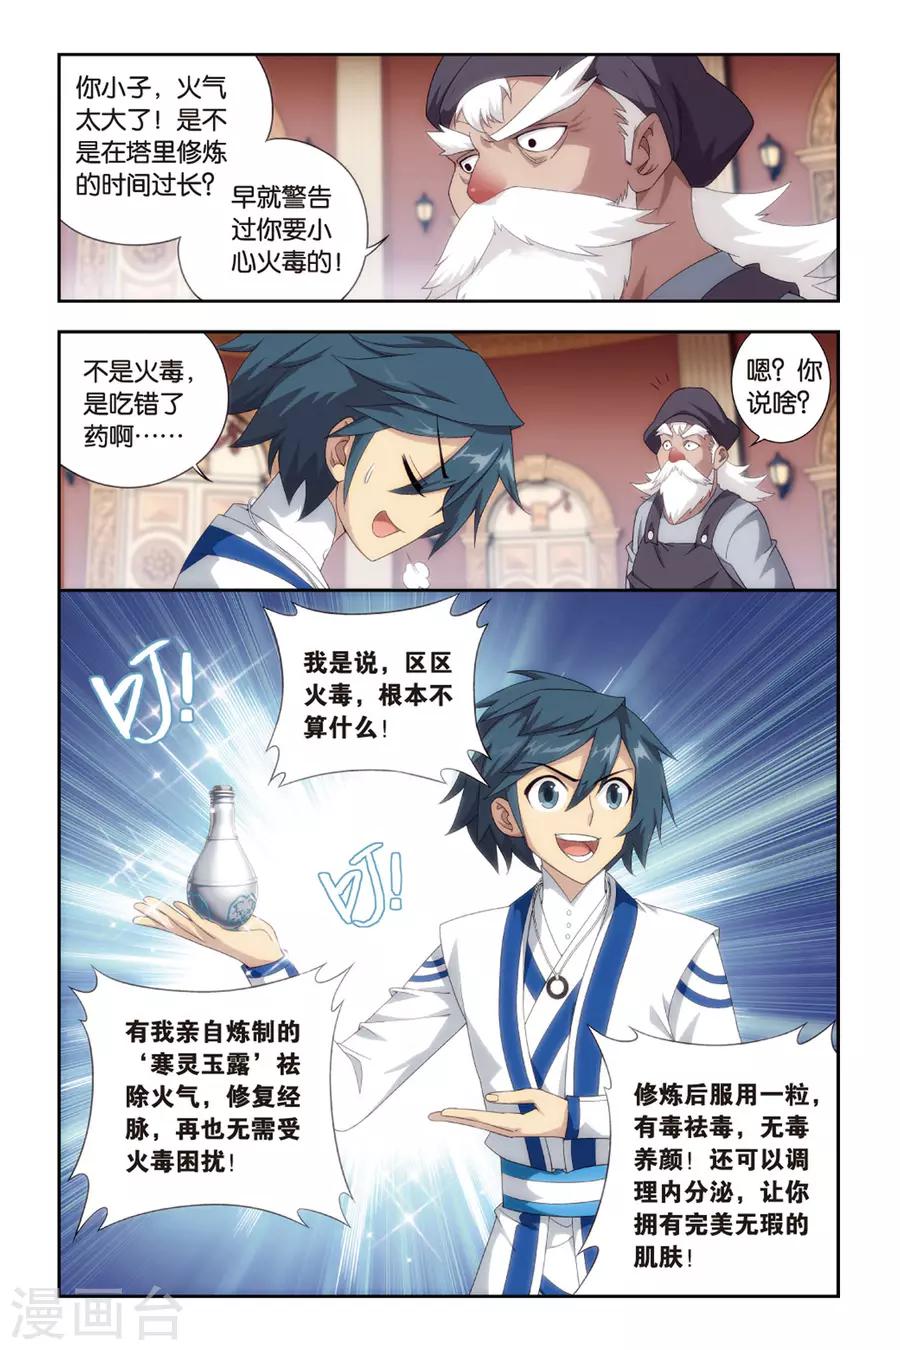 你小子，火气
太大了！是不
是在塔里修炼
的时间过长？
早就警告
过你要小
心火毒的！
不是火毒，
是吃错了
药啊……
嗯？你
说啥？
叮！
我是说，区区
火毒，根本不
算什么！
叮！
有我亲自炼制的
‘寒灵玉露’祛
除火气，修复经
脉，再也无需受
火毒困扰！
修炼后服用一粒，
有毒祛毒，无毒
养颜！还可以调
理内分泌，让你
拥有完美无瑕的
肌肤！
漫画台